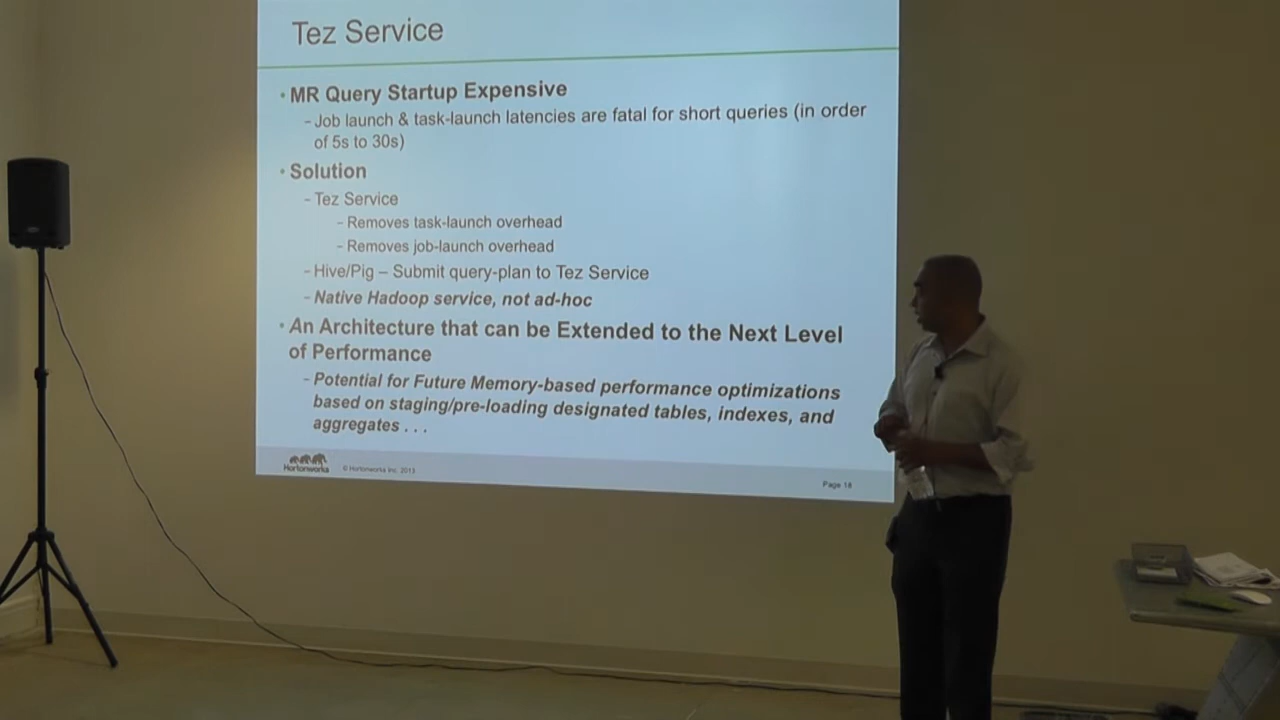 Tez Service
• MR Query Startup Expensive
– Job launch & task-launch latencies are fatal for short queries (in order
of 5s to 30s)
• Solution
– Tez Service
– Removes task-launch overhead
– Removes job-launch overhead
– Hive/Pig – Submit query-plan to Tez Service
– Native Hadoop service, not ad-hoc
• An Architecture that can be Extended to the Next Level
of Performance
– Potential for Future Memory-based performance optimizations
based on staging/pre-loading designated tables, indexes, and
aggregates . . .
Hortonworks
© Hortonworks Inc. 2013
Page 18